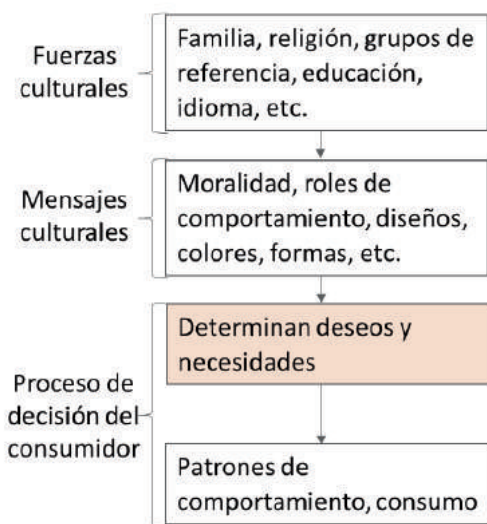 Fuerzas
culturales
Familia, religión, grupos de
referencia, educación,
idioma, etc.
Mensajes
culturales
Moralidad, roles de
comportamiento, diseños,
colores, formas, etc.
Proceso de
decisión del
consumidor
Determinan deseos y
necesidades
Patrones de
comportamiento, consumo